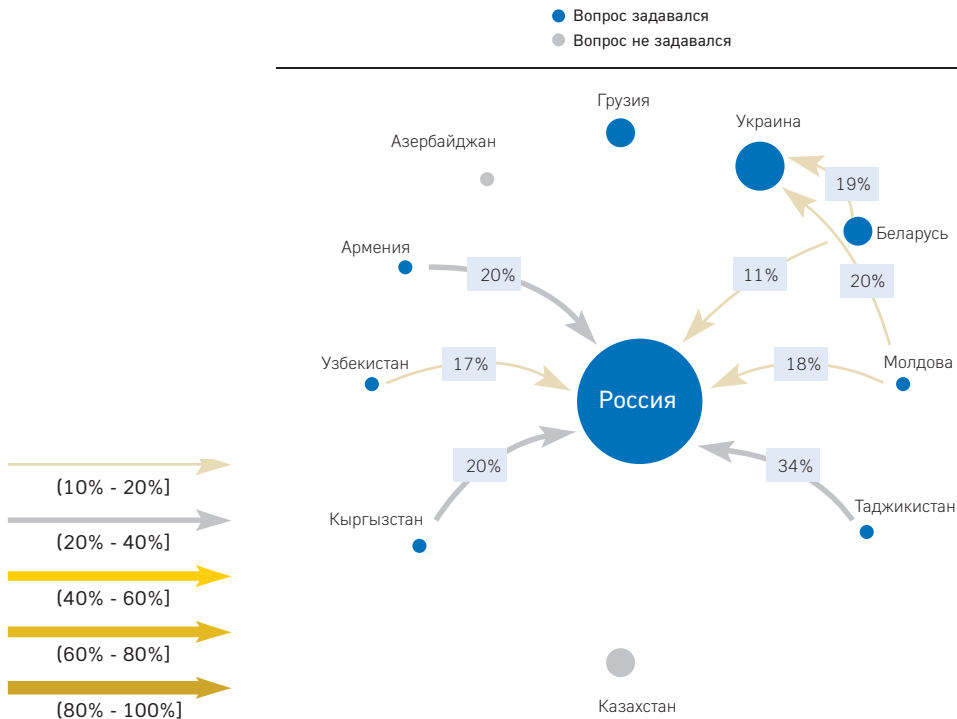 Вопрос задавался
Вопрос не задавался
Грузия
Украина
Азербайджан
19%
Беларусь
Армения
20%
11%
20%
Узбекистан
17%
18%
Молдова
Россия
20%
34%
(10% - 20%]
Кыргызстан
Таджикистан
(20% - 40%]
(40% - 60%]
(60% - 80%]
(80% - 100%]
Казахстан